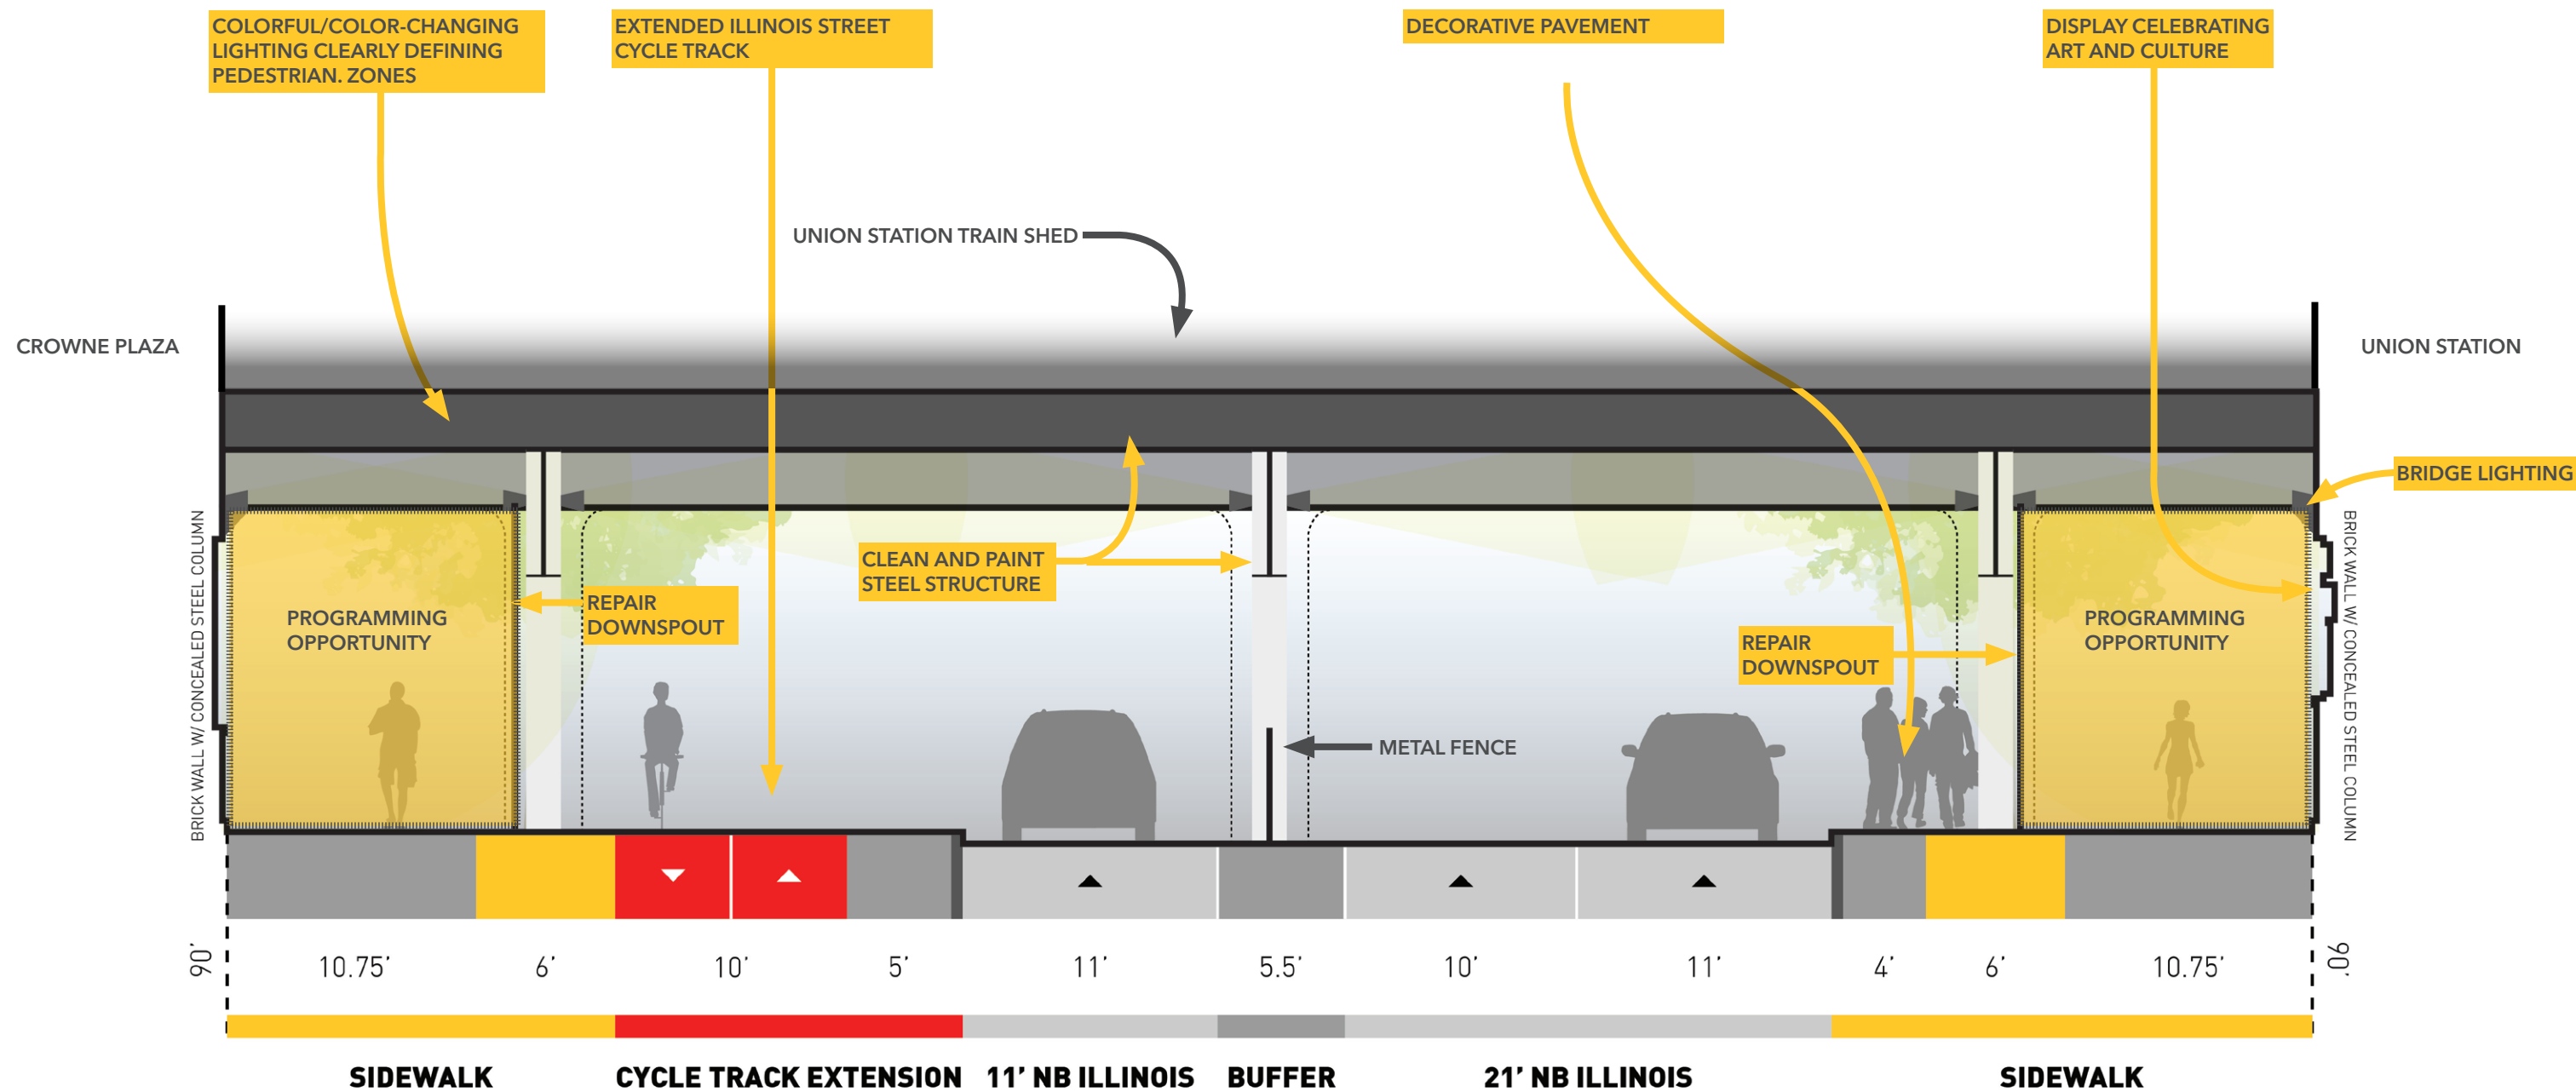 COLORFUL/COLOR-CHANGING
LIGHTING CLEARLY DEFINING
PEDESTRIAN. ZONES
EXTENDED ILLINOIS STREET
CYCLE TRACK
DECORATIVE PAVEMENT
DISPLAY CELEBRATING
ART AND CULTURE
UNION STATION TRAIN SHED
CROWNE PLAZA
UNION STATION
BRIDGE LIGHTING
BRICK WALL W/ CONCEALED STEEL COLUMN
PROGRAMMING
OPPORTUNITY
REPAIR
DOWNSPOUT
CLEAN AND PAINT
STEEL STRUCTURE
METAL FENCE
REPAIR
DOWNSPOUT
PROGRAMMING
OPPORTUNITY
BRICK WALL W/ CONCEALED STEEL COLUMN
90' 10.75' 6' 10' 5' 11' 5.5' 10' 11' 4' 6' 10.75' 90'
SIDEWALK CYCLE TRACK EXTENSION 11' NB ILLINOIS BUFFER 21' NB ILLINOIS SIDEWALK